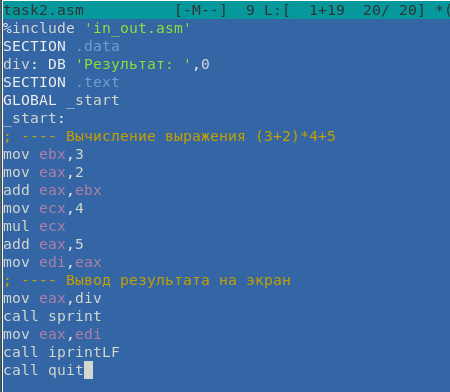 task2.asm [-M--] 9 L:[ 1+19 20/ 20] *(
%include 'in_out.asm'
SECTION .data
div: DB 'Результат: ',0
SECTION .text
GLOBAL _start
_start:
; ---- Вычисление выражения (3+2)*4+5
mov ebx,3
mov eax,2
add eax,ebx
mov ecx,4
mul ecx
add eax,5
mov edi,eax
; ---- Вывод результата на экран
mov eax,div
call sprint
mov eax,edi
call iprintLF
call quit